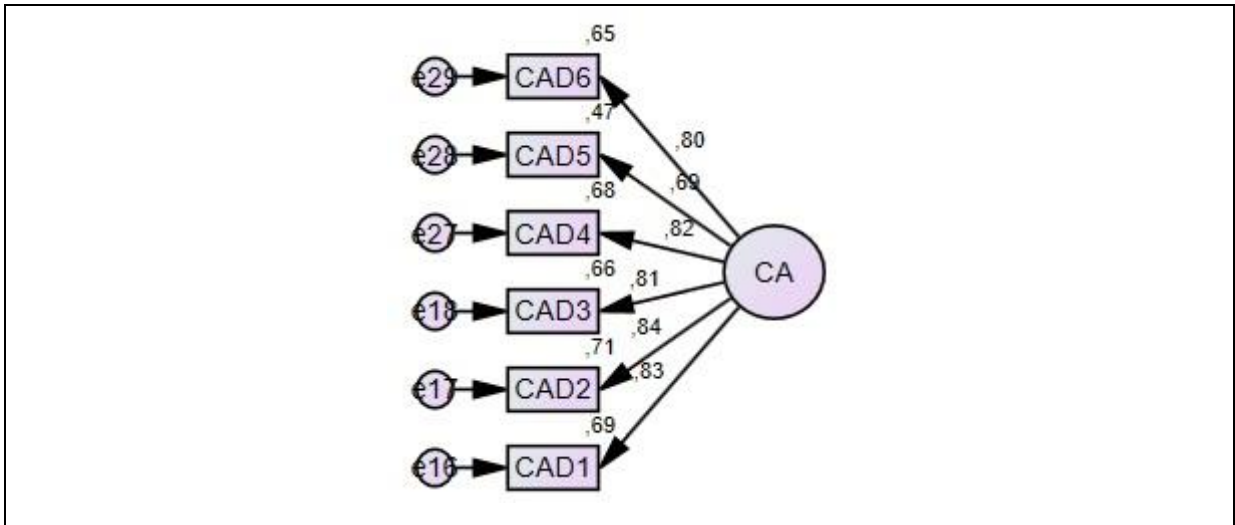 ,65
e29 CAD6
,80
,47
e28 CAD5
,69
,68
e27 CAD4
,82
,66
e18 CAD3
,81
,71
e17 CAD2
,84
,69
e16 CAD1
,83
CA